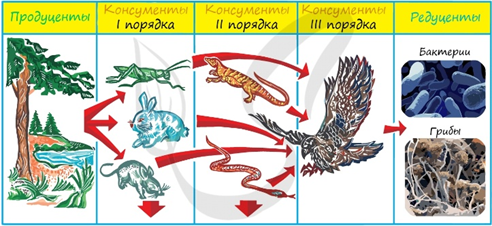 Продуценты
Консументы
I порядка
Консументы
II порядка
Консументы
III порядка
Редуценты
Бактерии
Грибы